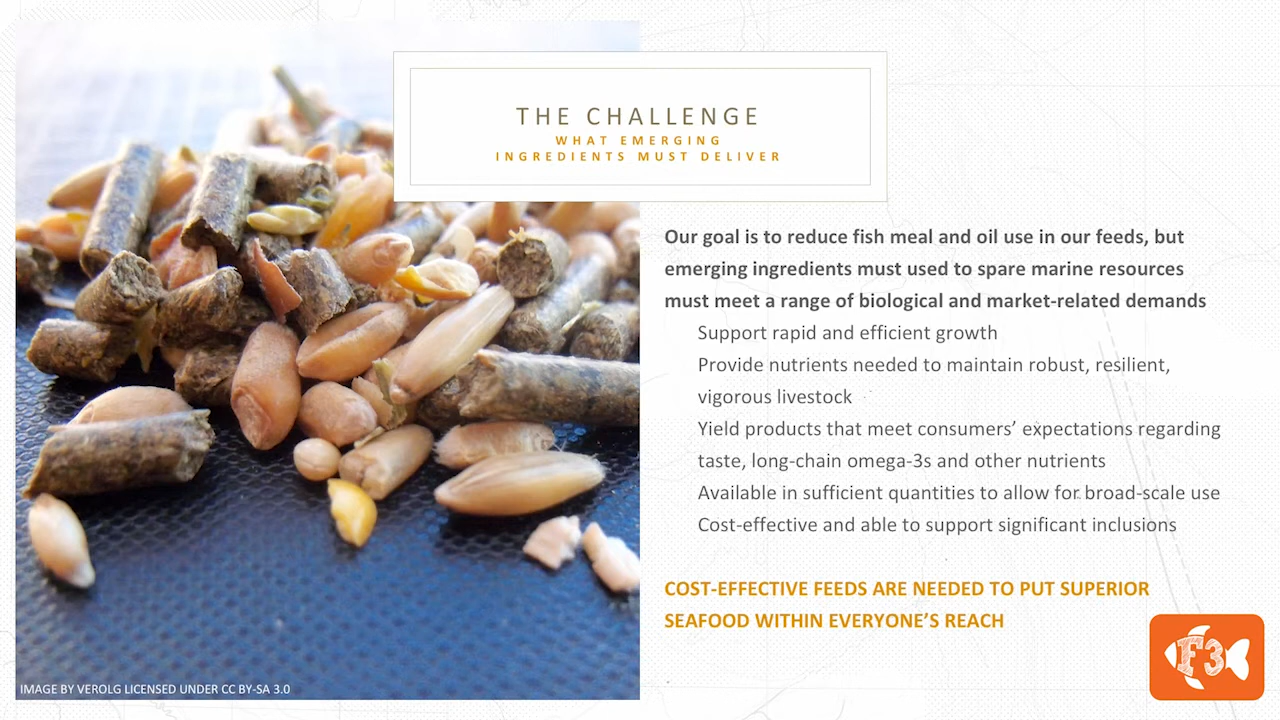 THE CHALLENGE
WHAT EMERGING
INGREDIENTS MUST DELIVER
Our goal is to reduce fish meal and oil use in our feeds, but
emerging ingredients must used to spare marine resources
must meet a range of biological and market-related demands
Support rapid and efficient growth
Provide nutrients needed to maintain robust, resilient,
vigorous livestock
Yield products that meet consumers’ expectations regarding
taste, long-chain omega-3s and other nutrients
Available in sufficient quantities to allow for broad-scale use
Cost-effective and able to support significant inclusions
COST-EFFECTIVE FEEDS ARE NEEDED TO PUT SUPERIOR
SEAFOOD WITHIN EVERYONE’S REACH
F3
IMAGE BY VEROLG LICENSED UNDER CC BY-SA 3.0